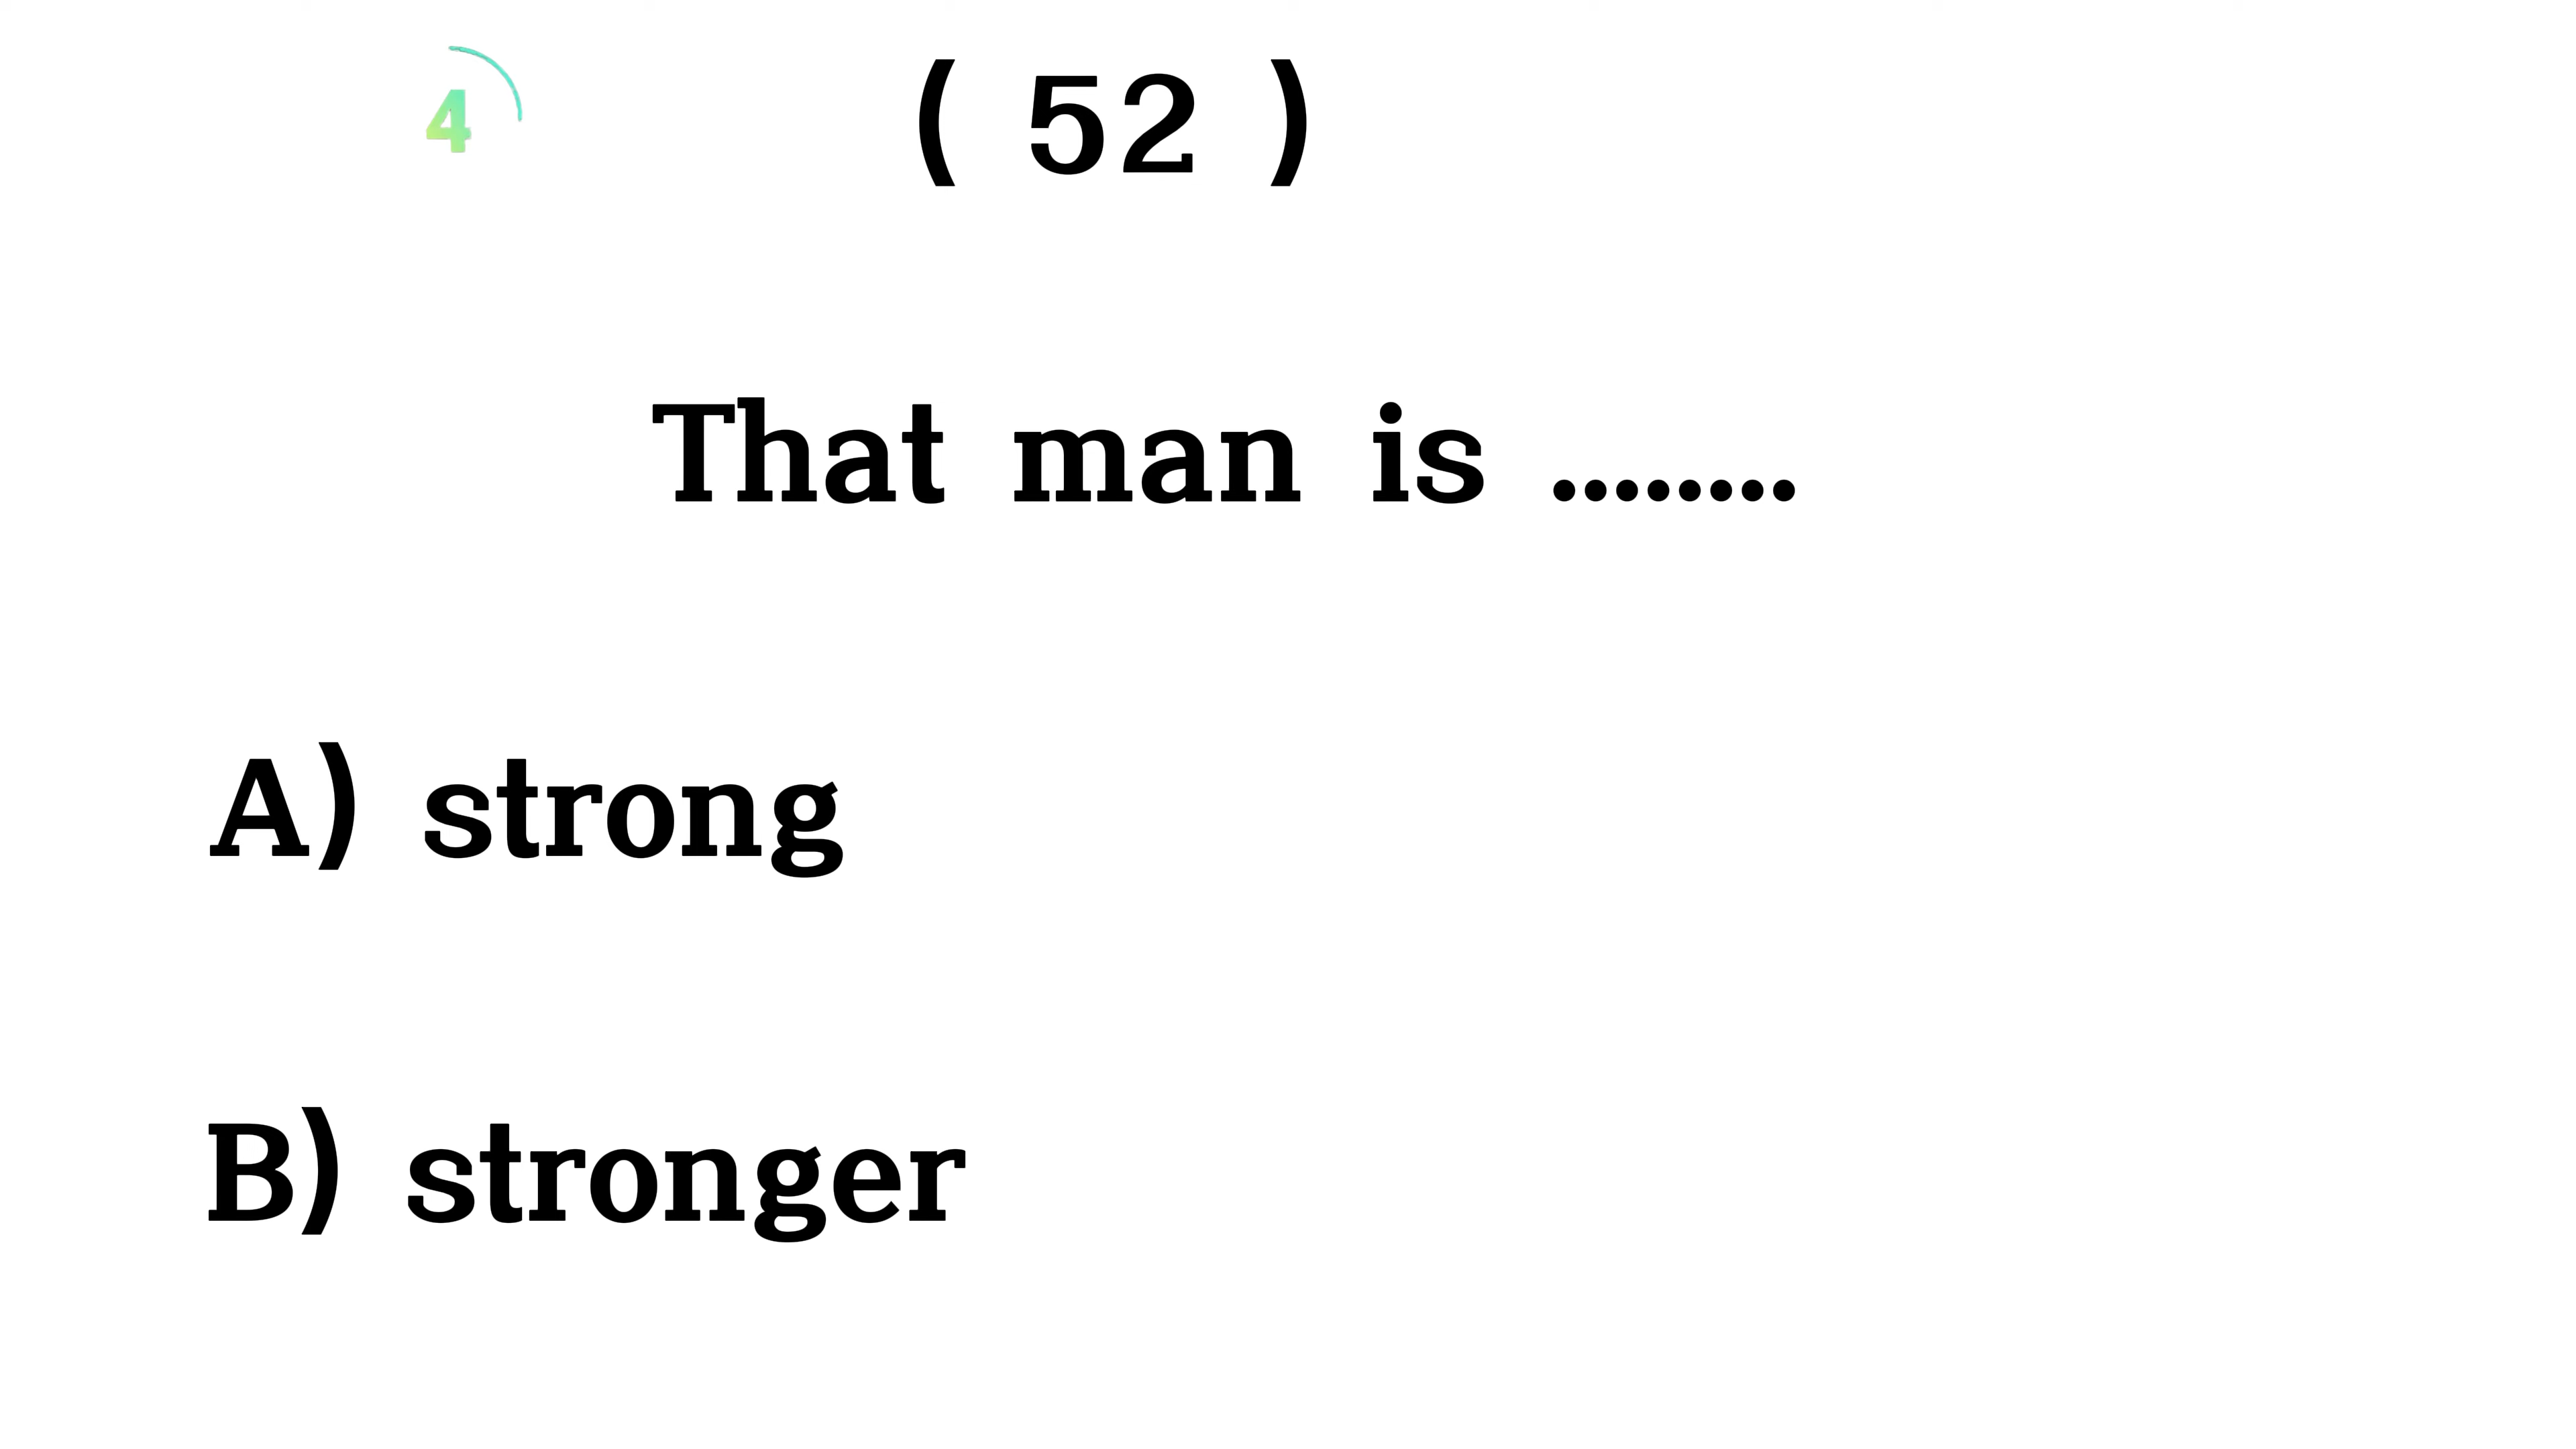 4
( 52 )
That man is ........
A) strong
B) stronger